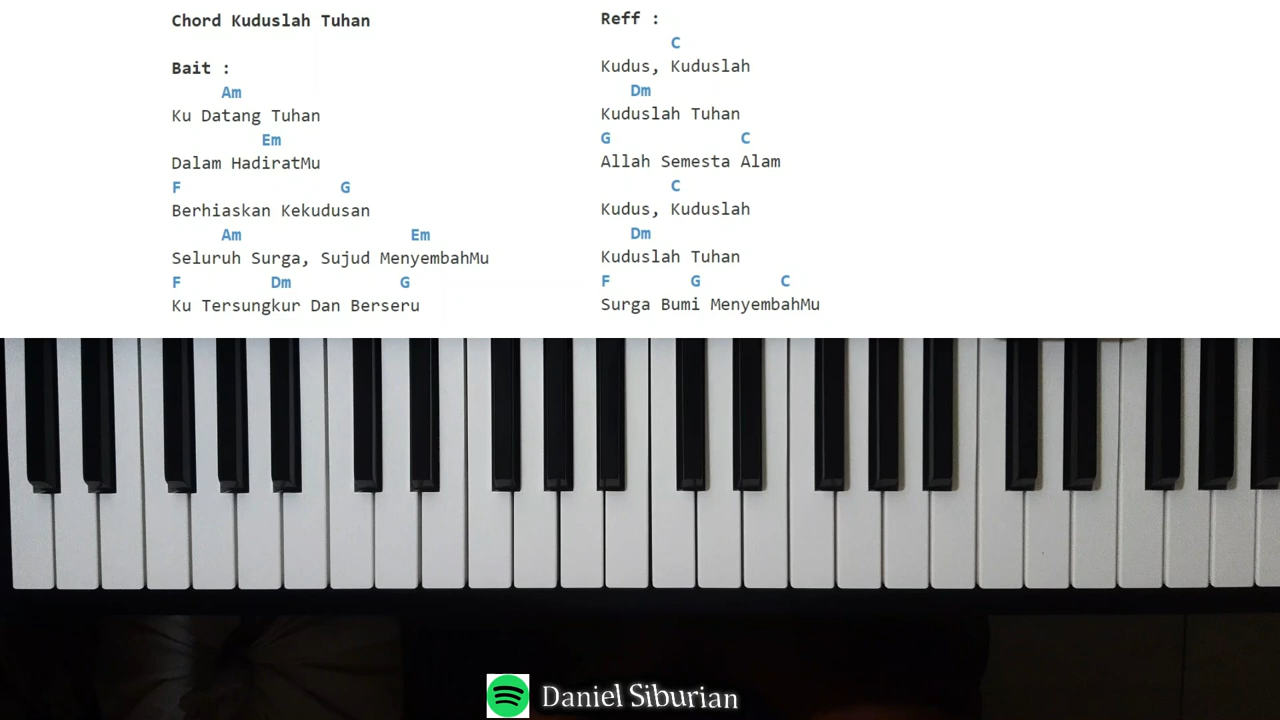 Chord Kuduslah Tuhan
Bait :
Am
Ku Datang Tuhan
Em
Dalam HadiratMu
F G
Berhiaskan Kekudusan
Am Em
Seluruh Surga, Sujud MenyembahMu
F Dm G
Ku Tersungkur Dan Berseru
Reff :
C
Kudus, Kuduslah
Dm
Kuduslah Tuhan
G C
Allah Semesta Alam
C
Kudus, Kuduslah
Dm
Kuduslah Tuhan
F G C
Surga Bumi MenyembahMu
Daniel Siburian